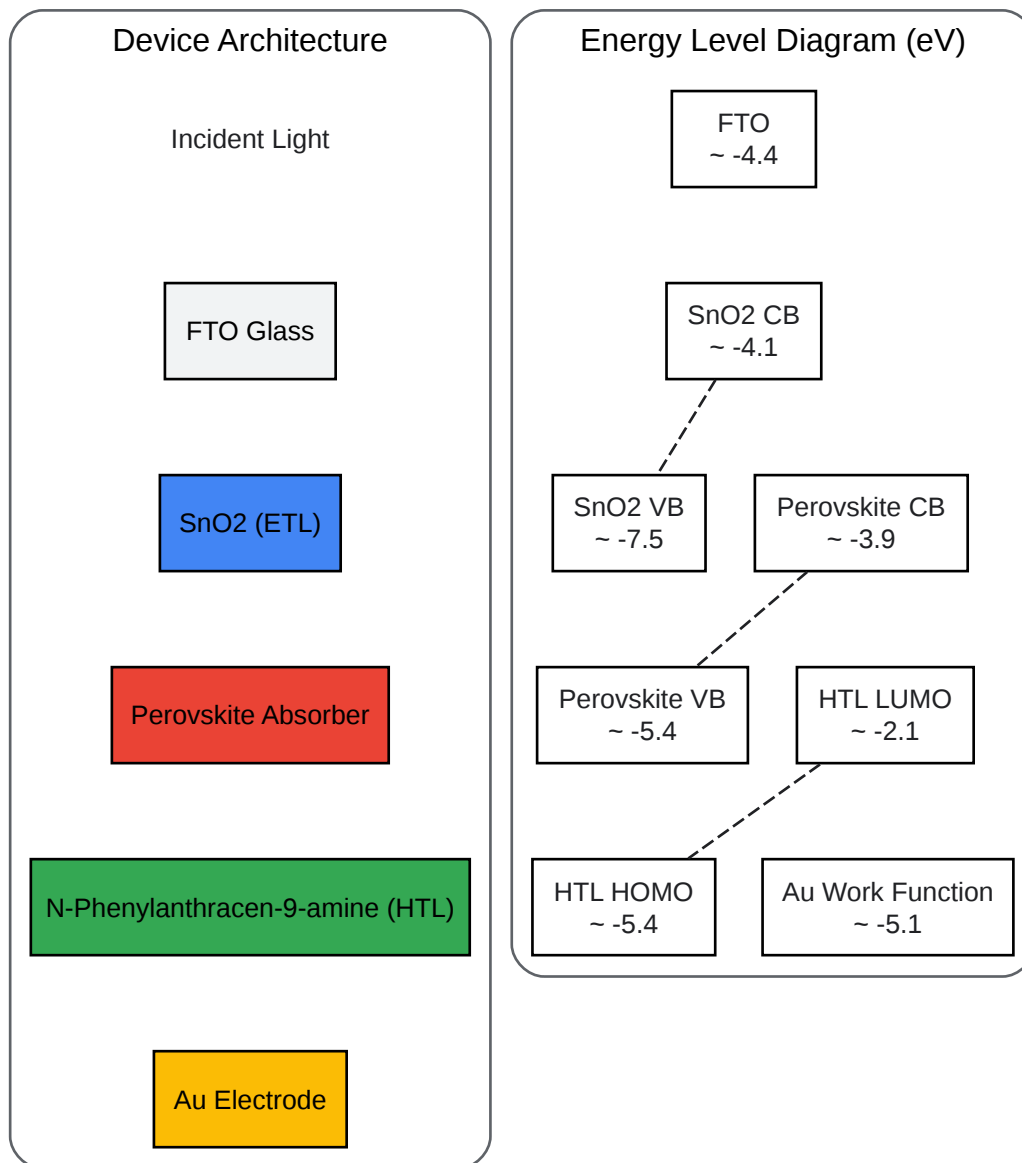 Device Architecture
Incident Light
FTO Glass
SnO2 (ETL)
Perovskite Absorber
N-Phenylanthracen-9-amine (HTL)
Au Electrode
Energy Level Diagram (eV)
FTO
~ -4.4
SnO2 CB
~ -4.1
SnO2 VB
~ -7.5
Perovskite CB
~ -3.9
Perovskite VB
~ -5.4
HTL LUMO
~ -2.1
HTL HOMO
~ -5.4
Au Work Function
~ -5.1